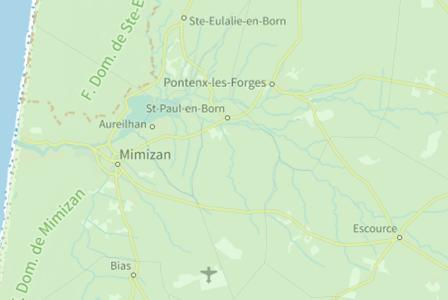 Ste-Eulalie-en-Born
F. Dom. de Ste-E
Pontenx-les-Forges
St-Paul-en-Born
Aureilhan
Mimizan
Dom. de Mimizan
Escource
Bias